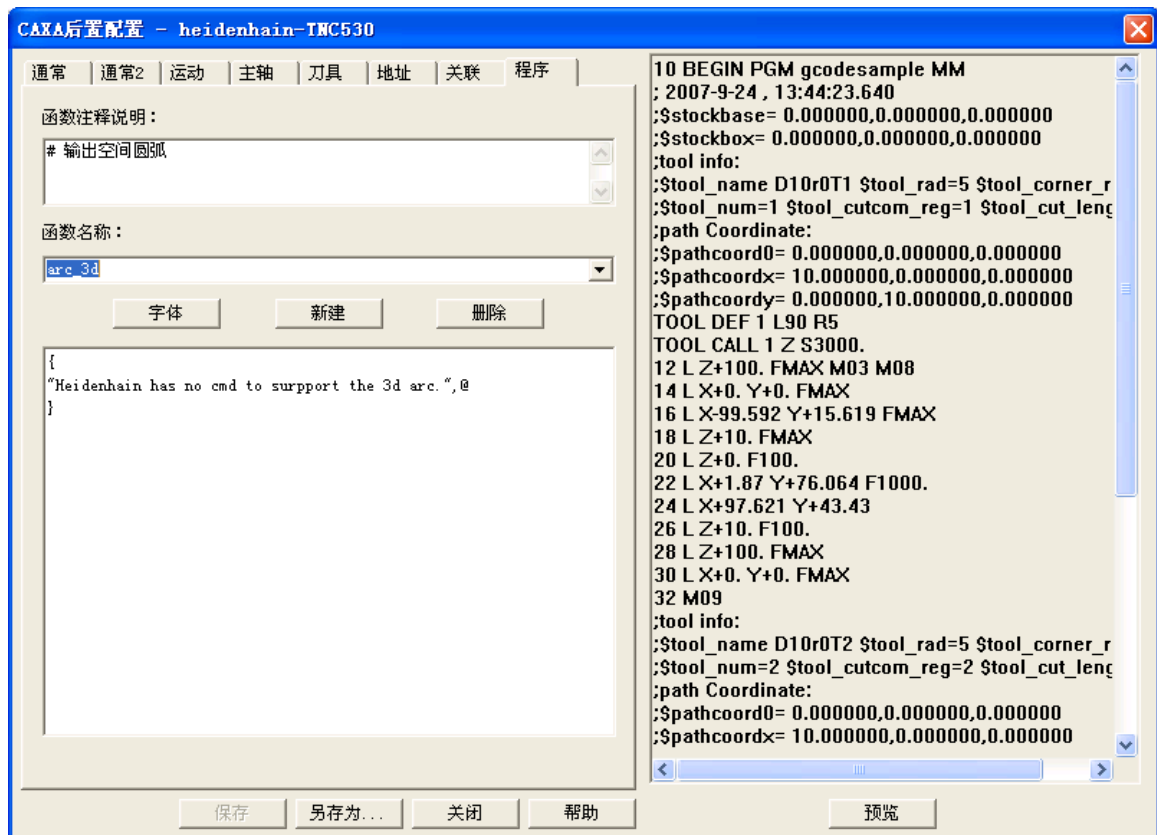 CAXA后置配置 - heidenhain-TNC530
通常 通常2 运动 主轴 刀具 地址 关联 程序
函数注释说明：
# 输出空间圆弧
函数名称：
arc_3d
字体 新建 删除
{
"Heidenhain has no cmd to surpport the 3d arc.",@
}
保存 另存为... 关闭 帮助
10 BEGIN PGM gcodesample MM
; 2007-9-24 , 13:44:23.640
;$stockbase= 0.000000,0.000000,0.000000
;$stockbox= 0.000000,0.000000,0.000000
;tool info:
;$tool_name D10r0T1 $tool_rad=5 $tool_corner_r
;$tool_num=1 $tool_cutcom_reg=1 $tool_cut_leng
;path Coordinate:
;$pathcoord0= 0.000000,0.000000,0.000000
;$pathcoordx= 10.000000,0.000000,0.000000
;$pathcoordy= 0.000000,10.000000,0.000000
TOOL DEF 1 L90 R5
TOOL CALL 1 Z S3000.
12 L Z+100. FMAX M03 M08
14 L X+0. Y+0. FMAX
16 L X-99.592 Y+15.619 FMAX
18 L Z+10. FMAX
20 L Z+0. F100.
22 L X+1.87 Y+76.064 F1000.
24 L X+97.621 Y+43.43
26 L Z+10. F100.
28 L Z+100. FMAX
30 L X+0. Y+0. FMAX
32 M09
;tool info:
;$tool_name D10r0T2 $tool_rad=5 $tool_corner_r
;$tool_num=2 $tool_cutcom_reg=2 $tool_cut_leng
;path Coordinate:
;$pathcoord0= 0.000000,0.000000,0.000000
;$pathcoordx= 10.000000,0.000000,0.000000
预览